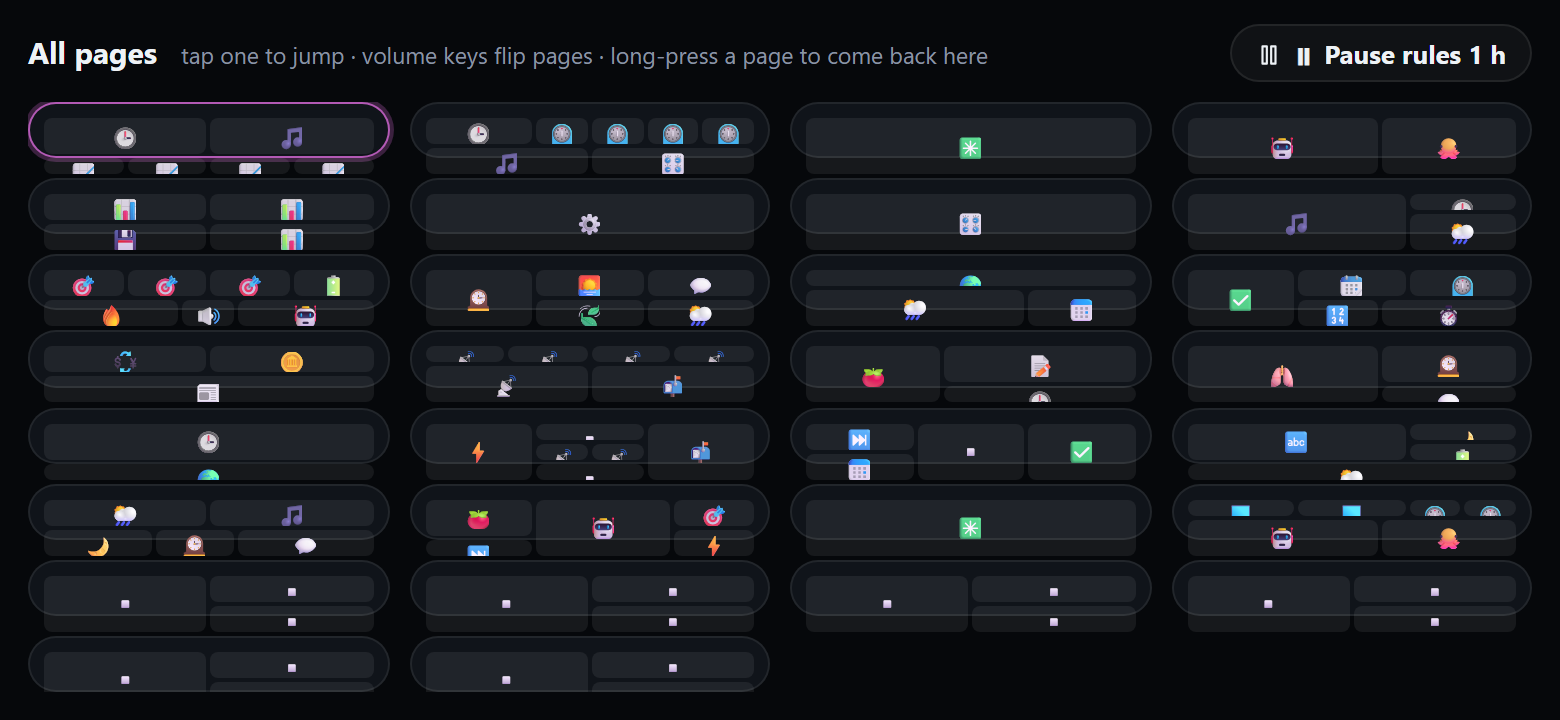 All pages
tap one to jump · volume keys flip pages · long-press a page to come back here
⏸ Pause rules 1 h